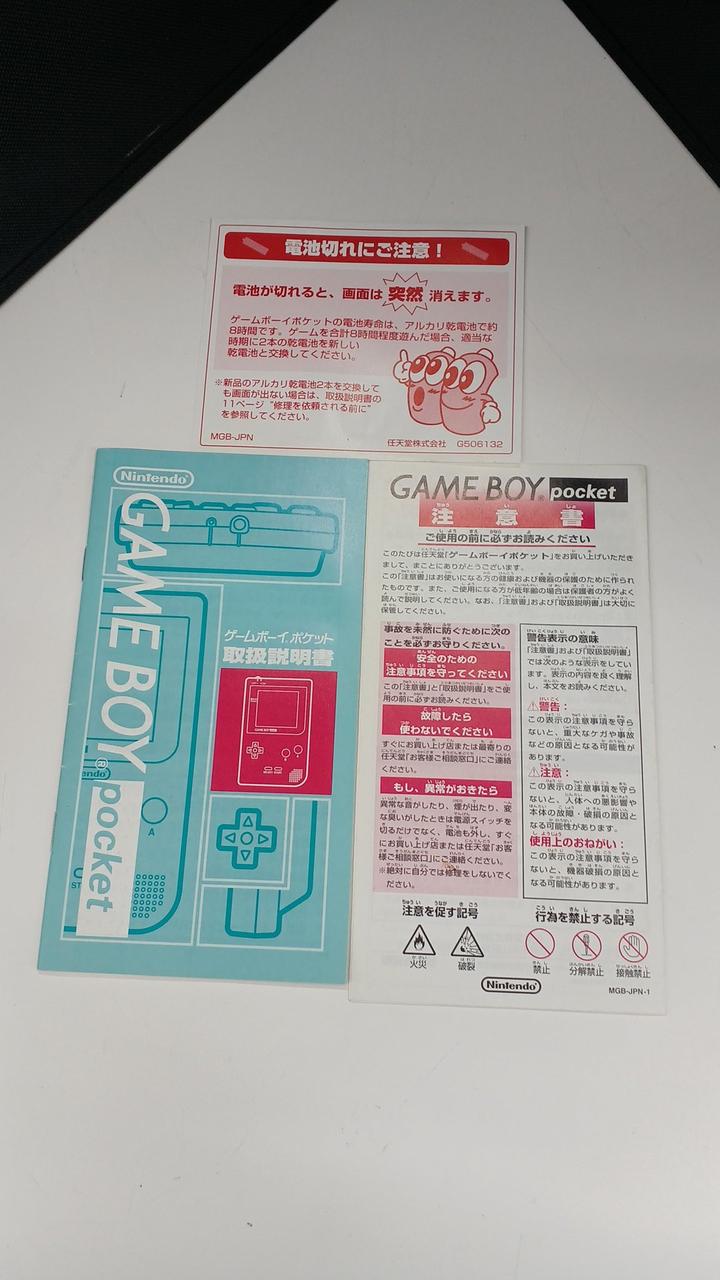 電池切れにご注意！
電池が切れると、画面は 突然 消えます。
ゲームボーイポケットの電池寿命は、アルカリ乾電池で約
8時間です。ゲームを合計8時間程度遊んだ場合、適当な
時期に2本の乾電池を新しい
乾電池と交換してください。
※新品のアルカリ乾電池2本を交換して
も画面が出ない場合は、取扱説明書の
11ページ "修理を依頼される前に"
を参照してください。
MGB-JPN
任天堂株式会社 G506132
Nintendo®
GAME BOY® pocket
ゲームボーイ ポケット
取扱説明書
GAME BOY® pocket
注意書
ご使用の前に必ずお読みください
このたびは任天堂「ゲームボーイポケット」をお買い上げいただき
まして、まことにありがとうございます。
この「注意書」はお使いになる方の健康および機器の保護のために作られ
たものです。また、ご使用になる方が低年齢の場合は保護者の方がよく
読んで説明してください。なお、「注意書」および「取扱説明書」は大切に
保管してください。
事故を未然に防ぐために次の
ことを必ずお守りください。
安全のための
注意事項を守ってください
この「注意書」と「取扱説明書」をご使
用の前に必ずお読みください。
故障したら
使わないでください
すぐにお買い上げ店または最寄りの
任天堂「お客様ご相談窓口」にご連絡
ください。
もし、異常がおきたら
異常な音がしたり、煙が出たり、変
な臭いがしたときは電源スイッチを
切るだけでなく、電池も外し、すぐ
にお買い上げ店または任天堂「お客
様ご相談窓口」にご連絡ください。
※絶対に自分では修理をしないでく
ださい。
警告表示の意味
「注意書」および「取扱説明書」
では次のような表示をしてい
ます。表示の内容を良く理解
し、本文をお読みください。
⚠警告：
この表示の注意事項を守ら
ないと、重大なケガや事故
などの原因となる可能性が
あります。
⚠注意：
この表示の注意事項を守ら
ないと、人体への悪影響や
本体の故障・破損の原因と
なる可能性があります。
使用上のおねがい：
この表示の注意事項を守ら
ないと、機器破損の原因と
なる可能性があります。
注意を促す記号
火災
破裂
行為を禁止する記号
禁止
分解禁止
接触禁止
Nintendo®
MGB-JPN-1